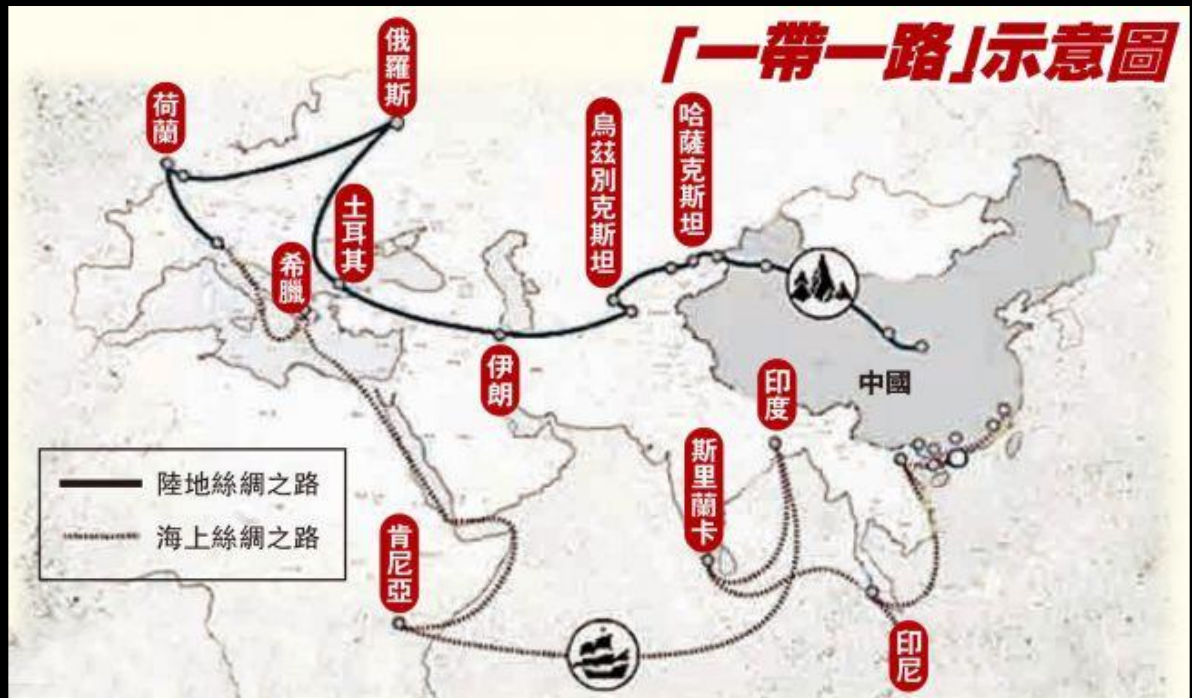 「一帶一路」示意圖
俄羅斯
荷蘭
烏茲別克斯坦
哈薩克斯坦
土耳其
希臘
伊朗
中國
印度
斯里蘭卡
陸地絲綢之路
海上絲綢之路
肯尼亞
印尼